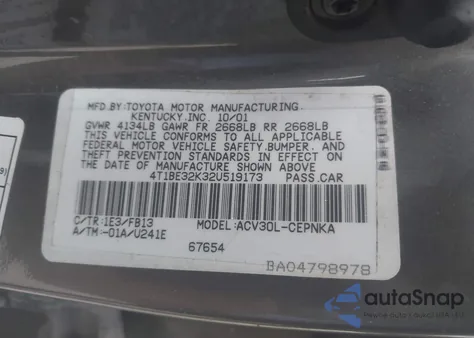 MFD.BY:TOYOTA MOTOR MANUFACTURING.
KENTUCKY.INC. 10/01
GVWR 4134LB GAWR FR 2668LB RR 2668LB
THIS VEHICLE CONFORMS TO ALL APPLICABLE
FEDERAL MOTOR VEHICLE SAFETY.BUMPER. AND
THEFT PREVENTION STANDARDS IN EFFECT ON
THE DATE OF MANUFACTURE SHOWN ABOVE.
4T1BE32K32U519173 PASS.CAR
C/TR:1E3/FB13 MODEL:ACV30L-CEPNKA
A/TM:-01A/U241E
67654
BA04798978
autoSnap